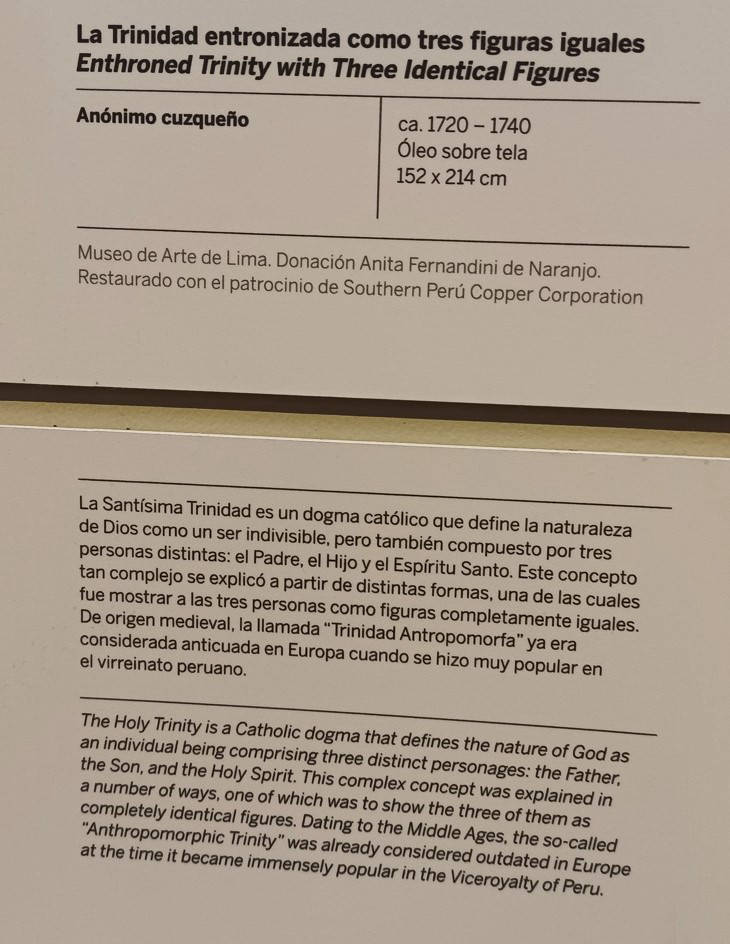 La Trinidad entronizada como tres figuras iguales
Enthroned Trinity with Three Identical Figures
Anónimo cuzqueño
ca. 1720 – 1740
Óleo sobre tela
152 x 214 cm
Museo de Arte de Lima. Donación Anita Fernandini de Naranjo.
Restaurado con el patrocinio de Southern Perú Copper Corporation
La Santísima Trinidad es un dogma católico que define la naturaleza
de Dios como un ser indivisible, pero también compuesto por tres
personas distintas: el Padre, el Hijo y el Espíritu Santo. Este concepto
tan complejo se explicó a partir de distintas formas, una de las cuales
fue mostrar a las tres personas como figuras completamente iguales.
De origen medieval, la llamada “Trinidad Antropomorfa” ya era
considerada anticuada en Europa cuando se hizo muy popular en
el virreinato peruano.
The Holy Trinity is a Catholic dogma that defines the nature of God as
an individual being comprising three distinct personages: the Father,
the Son, and the Holy Spirit. This complex concept was explained in
a number of ways, one of which was to show the three of them as
completely identical figures. Dating to the Middle Ages, the so-called
“Anthropomorphic Trinity” was already considered outdated in Europe
at the time it became immensely popular in the Viceroyalty of Peru.